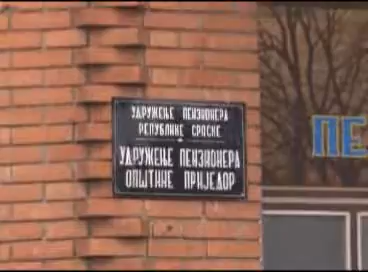 УДРУЖЕЊЕ ПЕНЗИОНЕРА
РЕПУБЛИКЕ СРПСКЕ
УДРУЖЕЊЕ ПЕНЗИОНЕРА
ОПШТИНЕ ПРИЈЕДОР
ПЕ